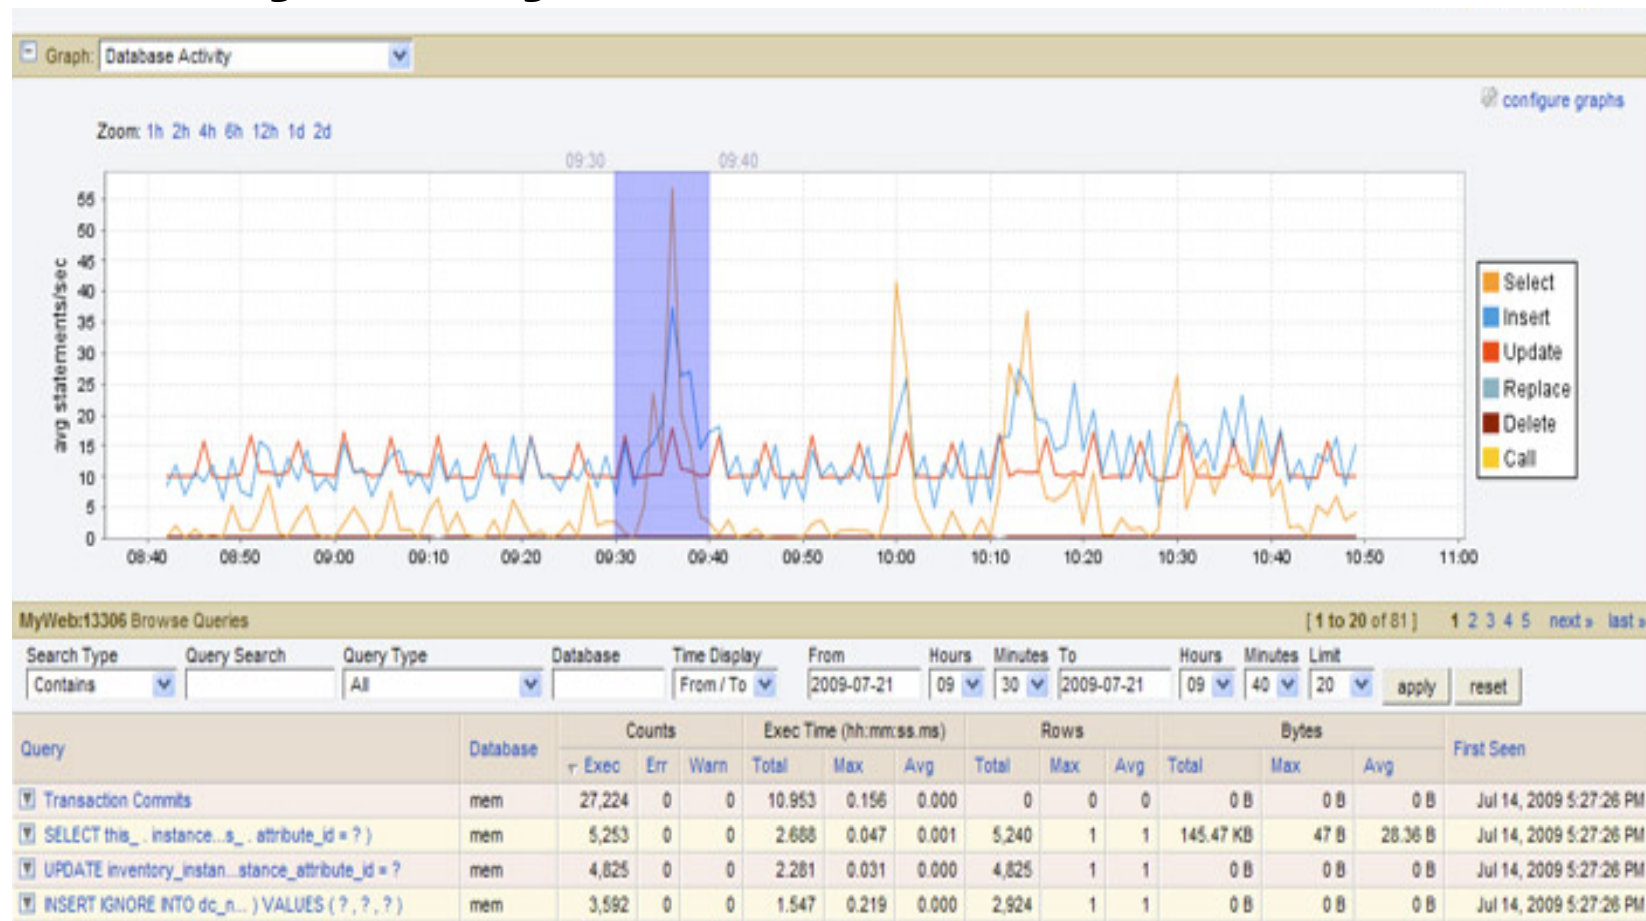 Graph: Database Activity
configure graphs
Zoom: 1h 2h 4h 6h 12h 1d 2d
09:30 09:40
55
50
45
40
35
30
25
20
15
10
5
0
avg statements/sec
Select
Insert
Update
Replace
Delete
Call
08:40 08:50 09:00 09:10 09:20 09:30 09:40 09:50 10:00 10:10 10:20 10:30 10:40 10:50 11:00
MyWeb:13306 Browse Queries [ 1 to 20 of 81 ] 1 2 3 4 5 next » last »
Search Type Query Search Query Type Database Time Display From Hours Minutes To Hours Minutes Limit
Contains All From / To 2009-07-21 09 30 2009-07-21 09 40 20 apply reset
Query Database Counts Exec Time (hh:mm:ss.ms) Rows Bytes First Seen
Exec Err Warn Total Max Avg Total Max Avg Total Max Avg
Transaction Commits mem 27,224 0 0 10.953 0.156 0.000 0 0 0 0 B 0 B 0 B Jul 14, 2009 5:27:26 PM
SELECT this_ . instance...s_ . attribute_id = ? ) mem 5,253 0 0 2.688 0.047 0.001 5,240 1 1 145.47 KB 47 B 28.36 B Jul 14, 2009 5:27:26 PM
UPDATE inventory_instan...stance_attribute_id = ? mem 4,825 0 0 2.281 0.031 0.000 4,825 1 1 0 B 0 B 0 B Jul 14, 2009 5:27:26 PM
INSERT IGNORE INTO dc_n... ) VALUES ( ? , ? , ? ) mem 3,592 0 0 1.547 0.219 0.000 2,924 1 1 0 B 0 B 0 B Jul 14, 2009 5:27:26 PM